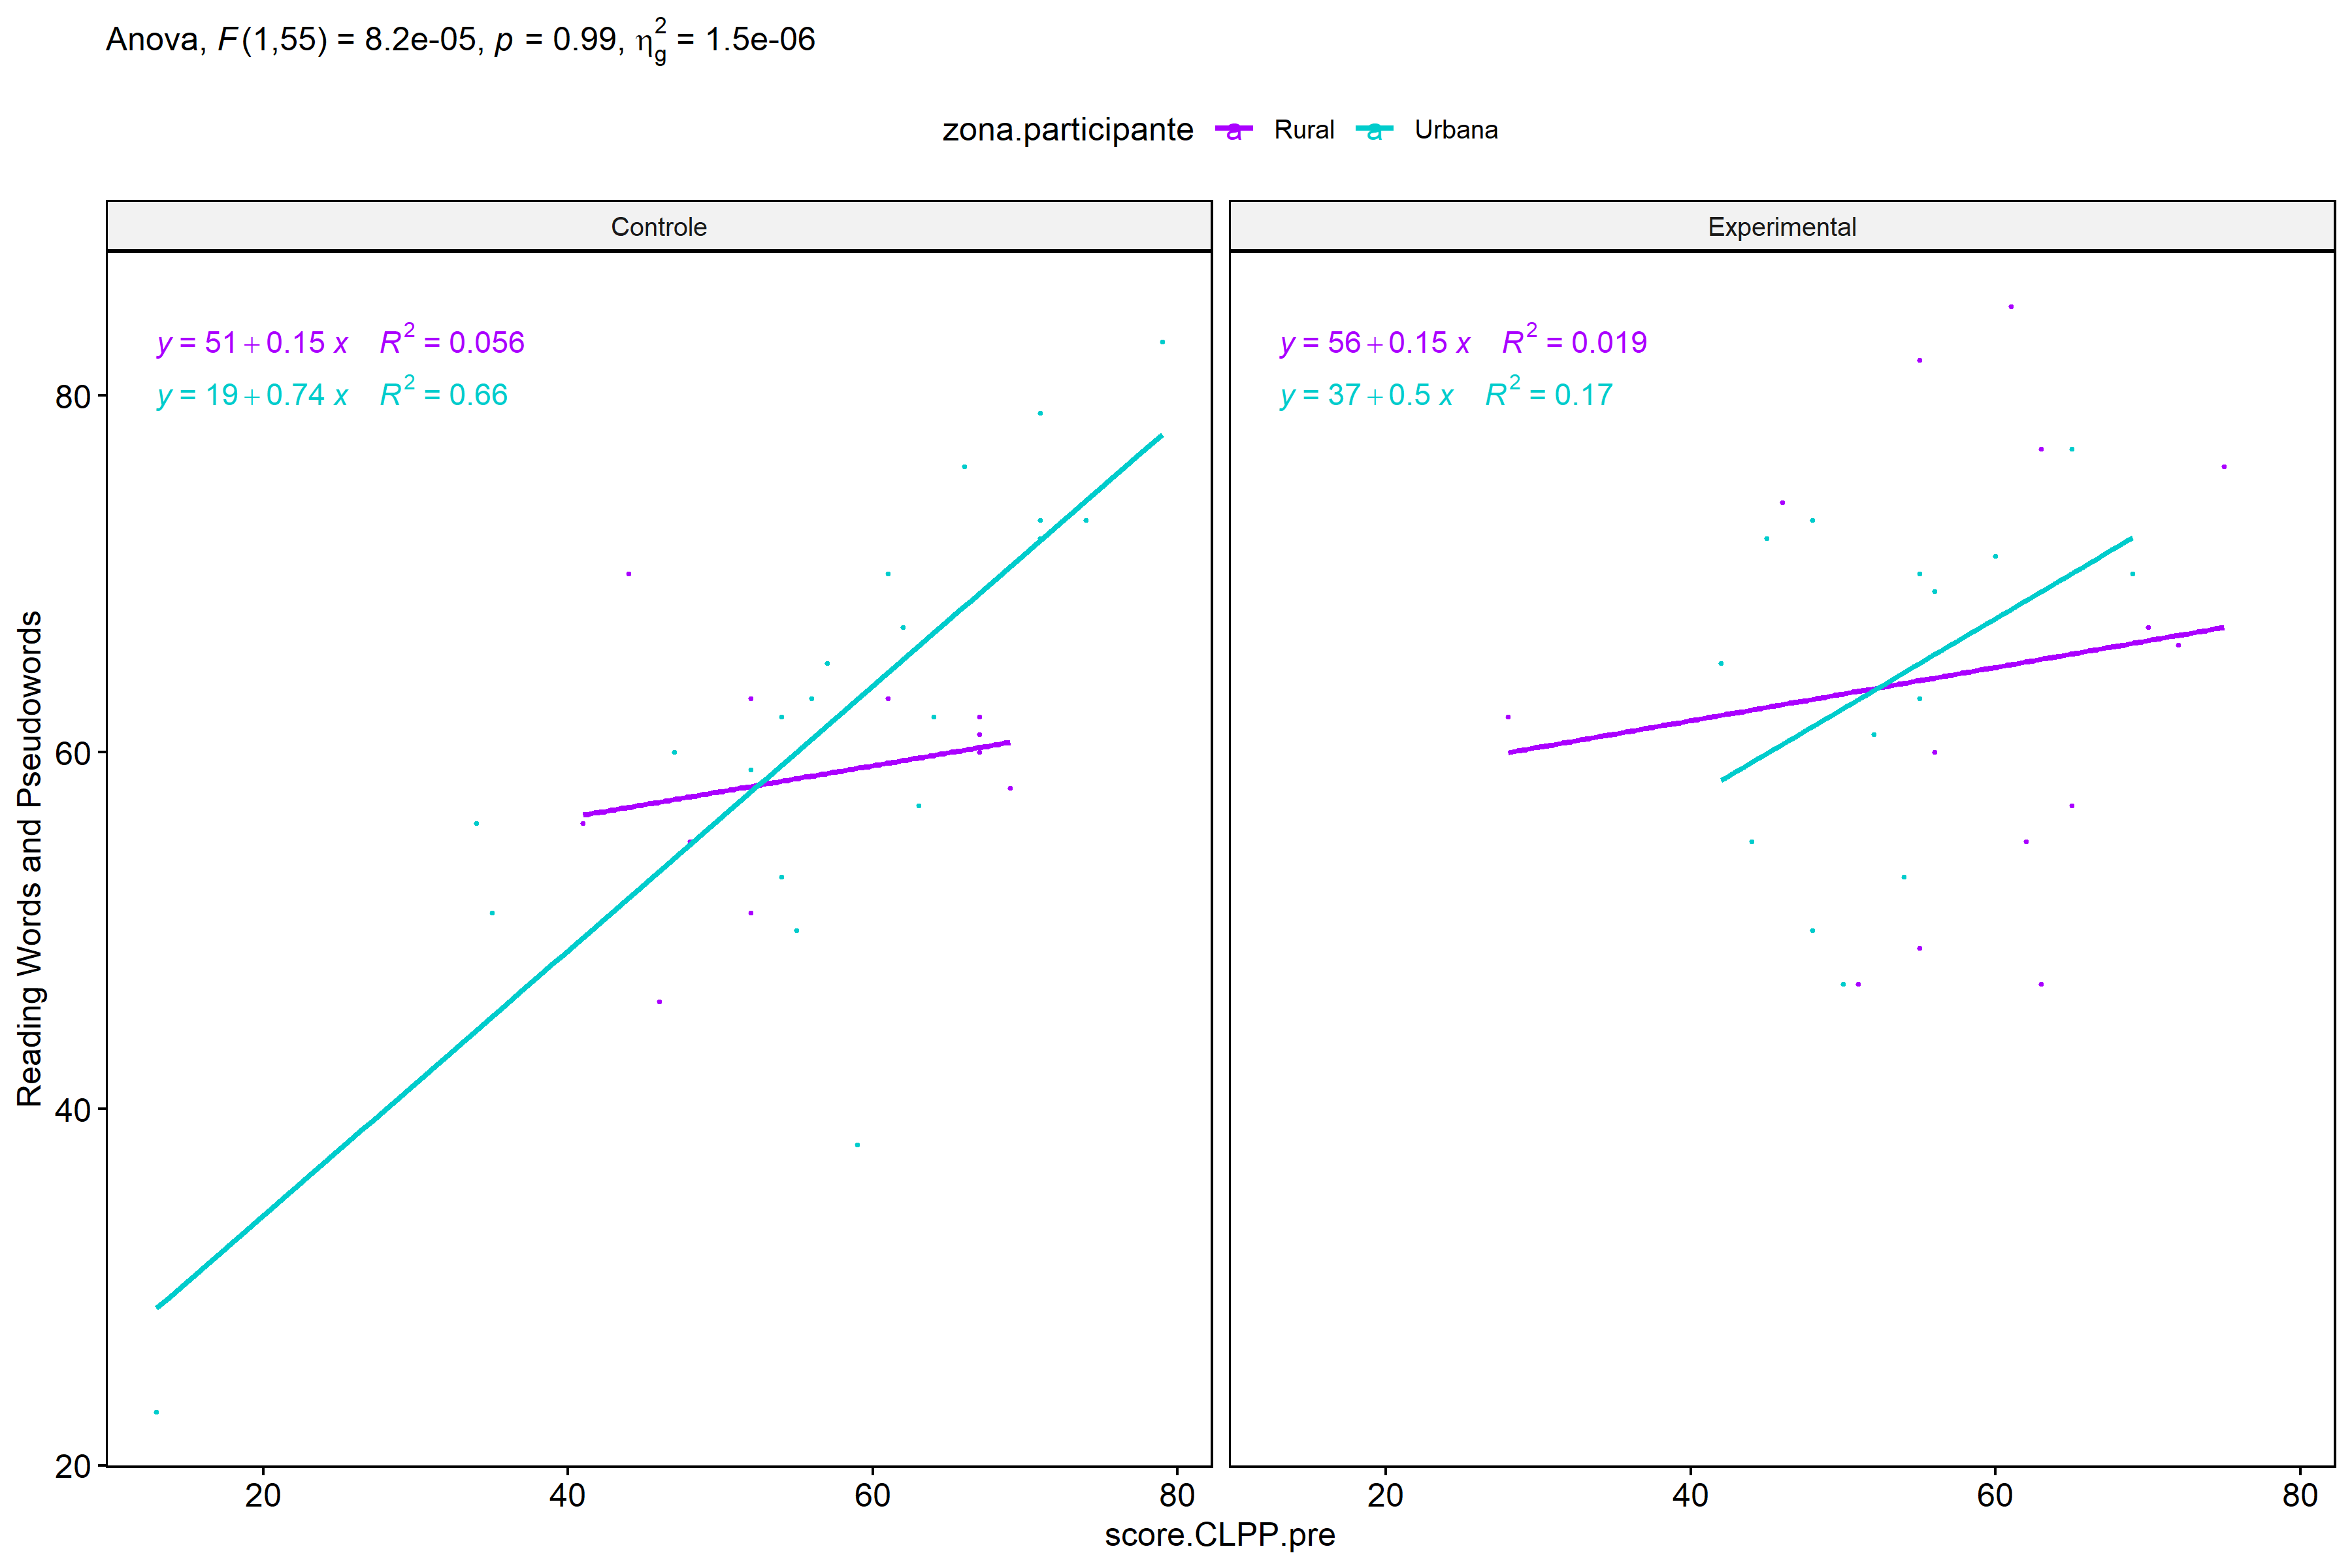 Anova, F(1,55) = 8.2e-05, p = 0.99, η²g = 1.5e-06
zona.participante a Rural a Urbana
Controle
Experimental
y = 51 + 0.15 x R² = 0.056
y = 19 + 0.74 x R² = 0.66
y = 56 + 0.15 x R² = 0.019
y = 37 + 0.5 x R² = 0.17
Reading Words and Pseudowords
80
60
40
20
20 40 60 80
20 40 60 80
score.CLPP.pre